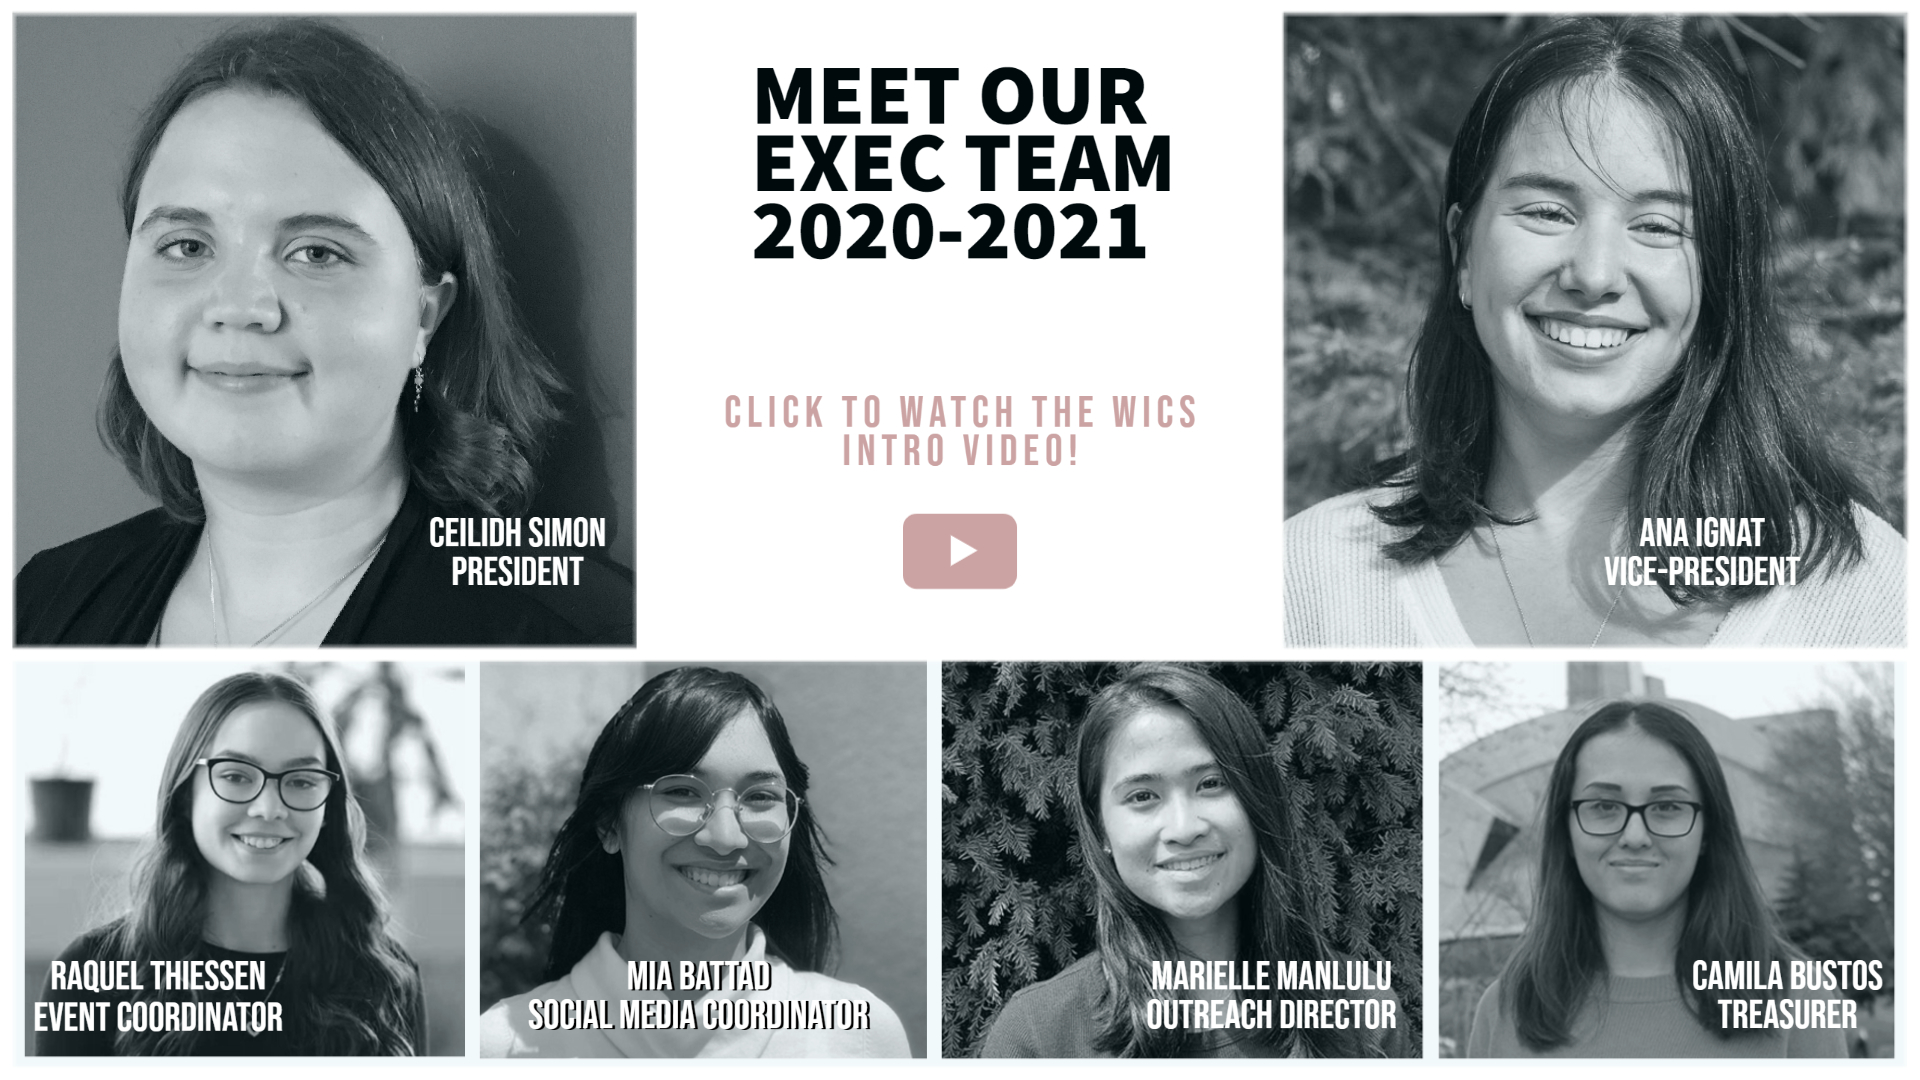 MEET OUR
EXEC TEAM
2020-2021
CLICK TO WATCH THE WICS
INTRO VIDEO!
CEILIDH SIMON
PRESIDENT
ANA IGNAT
VICE-PRESIDENT
RAQUEL THIESSEN
EVENT COORDINATOR
MIA BATTAD
SOCIAL MEDIA COORDINATOR
MARIELLE MANLULU
OUTREACH DIRECTOR
CAMILA BUSTOS
TREASURER